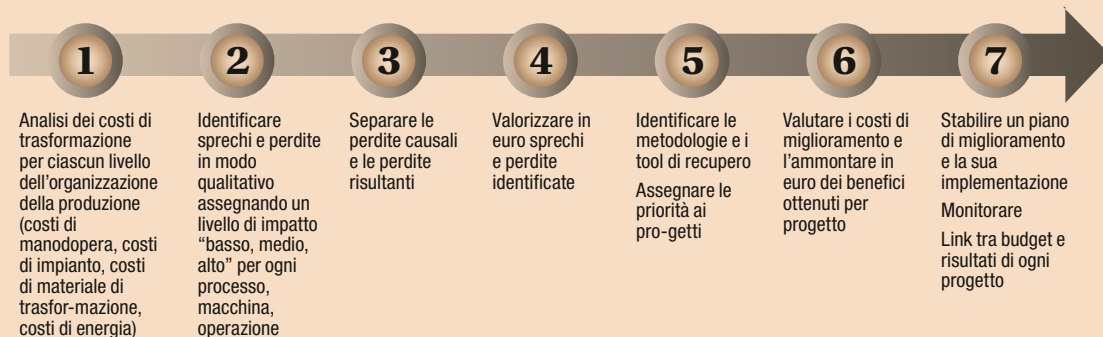 1
Analisi dei costi di
trasformazione
per ciascun livello
dell’organizzazione
della produzione
(costi di
manodopera, costi
di impianto, costi
di materiale di
trasfor-mazione,
costi di energia)
2
Identificare
sprechi e perdite
in modo
qualitativo
assegnando un
livello di impatto
“basso, medio,
alto” per ogni
processo,
macchina,
operazione
3
Separare le
perdite causali
e le perdite
risultanti
4
Valorizzare in
euro sprechi
e perdite
identificate
5
Identificare le
metodologie e i
tool di recupero
Assegnare le
priorità ai
pro-getti
6
Valutare i costi di
miglioramento e
l’ammontare in
euro dei benefici
ottenuti per
progetto
7
Stabilire un piano
di miglioramento
e la sua
implementazione
Monitorare
Link tra budget e
risultati di ogni
progetto